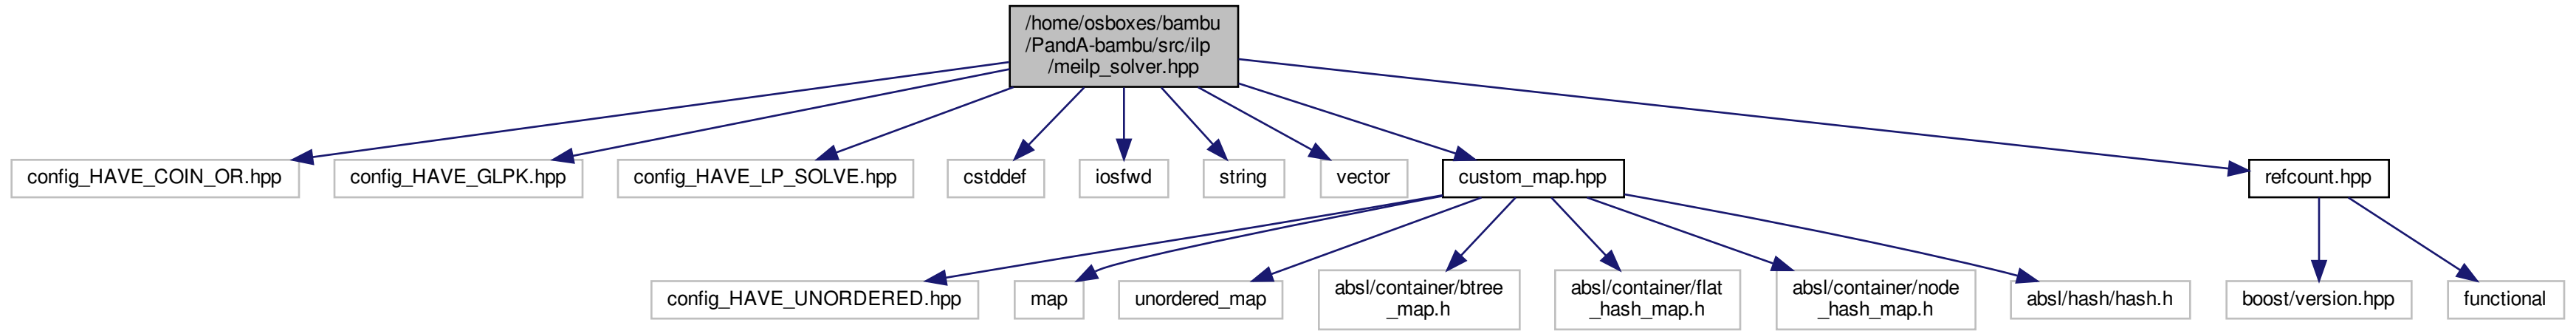 /home/osboxes/bambu
/PandA-bambu/src/ilp
/meilp_solver.hpp
config_HAVE_COIN_OR.hpp
config_HAVE_GLPK.hpp
config_HAVE_LP_SOLVE.hpp
cstddef
iosfwd
string
vector
custom_map.hpp
refcount.hpp
config_HAVE_UNORDERED.hpp
map
unordered_map
absl/container/btree
_map.h
absl/container/flat
_hash_map.h
absl/container/node
_hash_map.h
absl/hash/hash.h
boost/version.hpp
functional